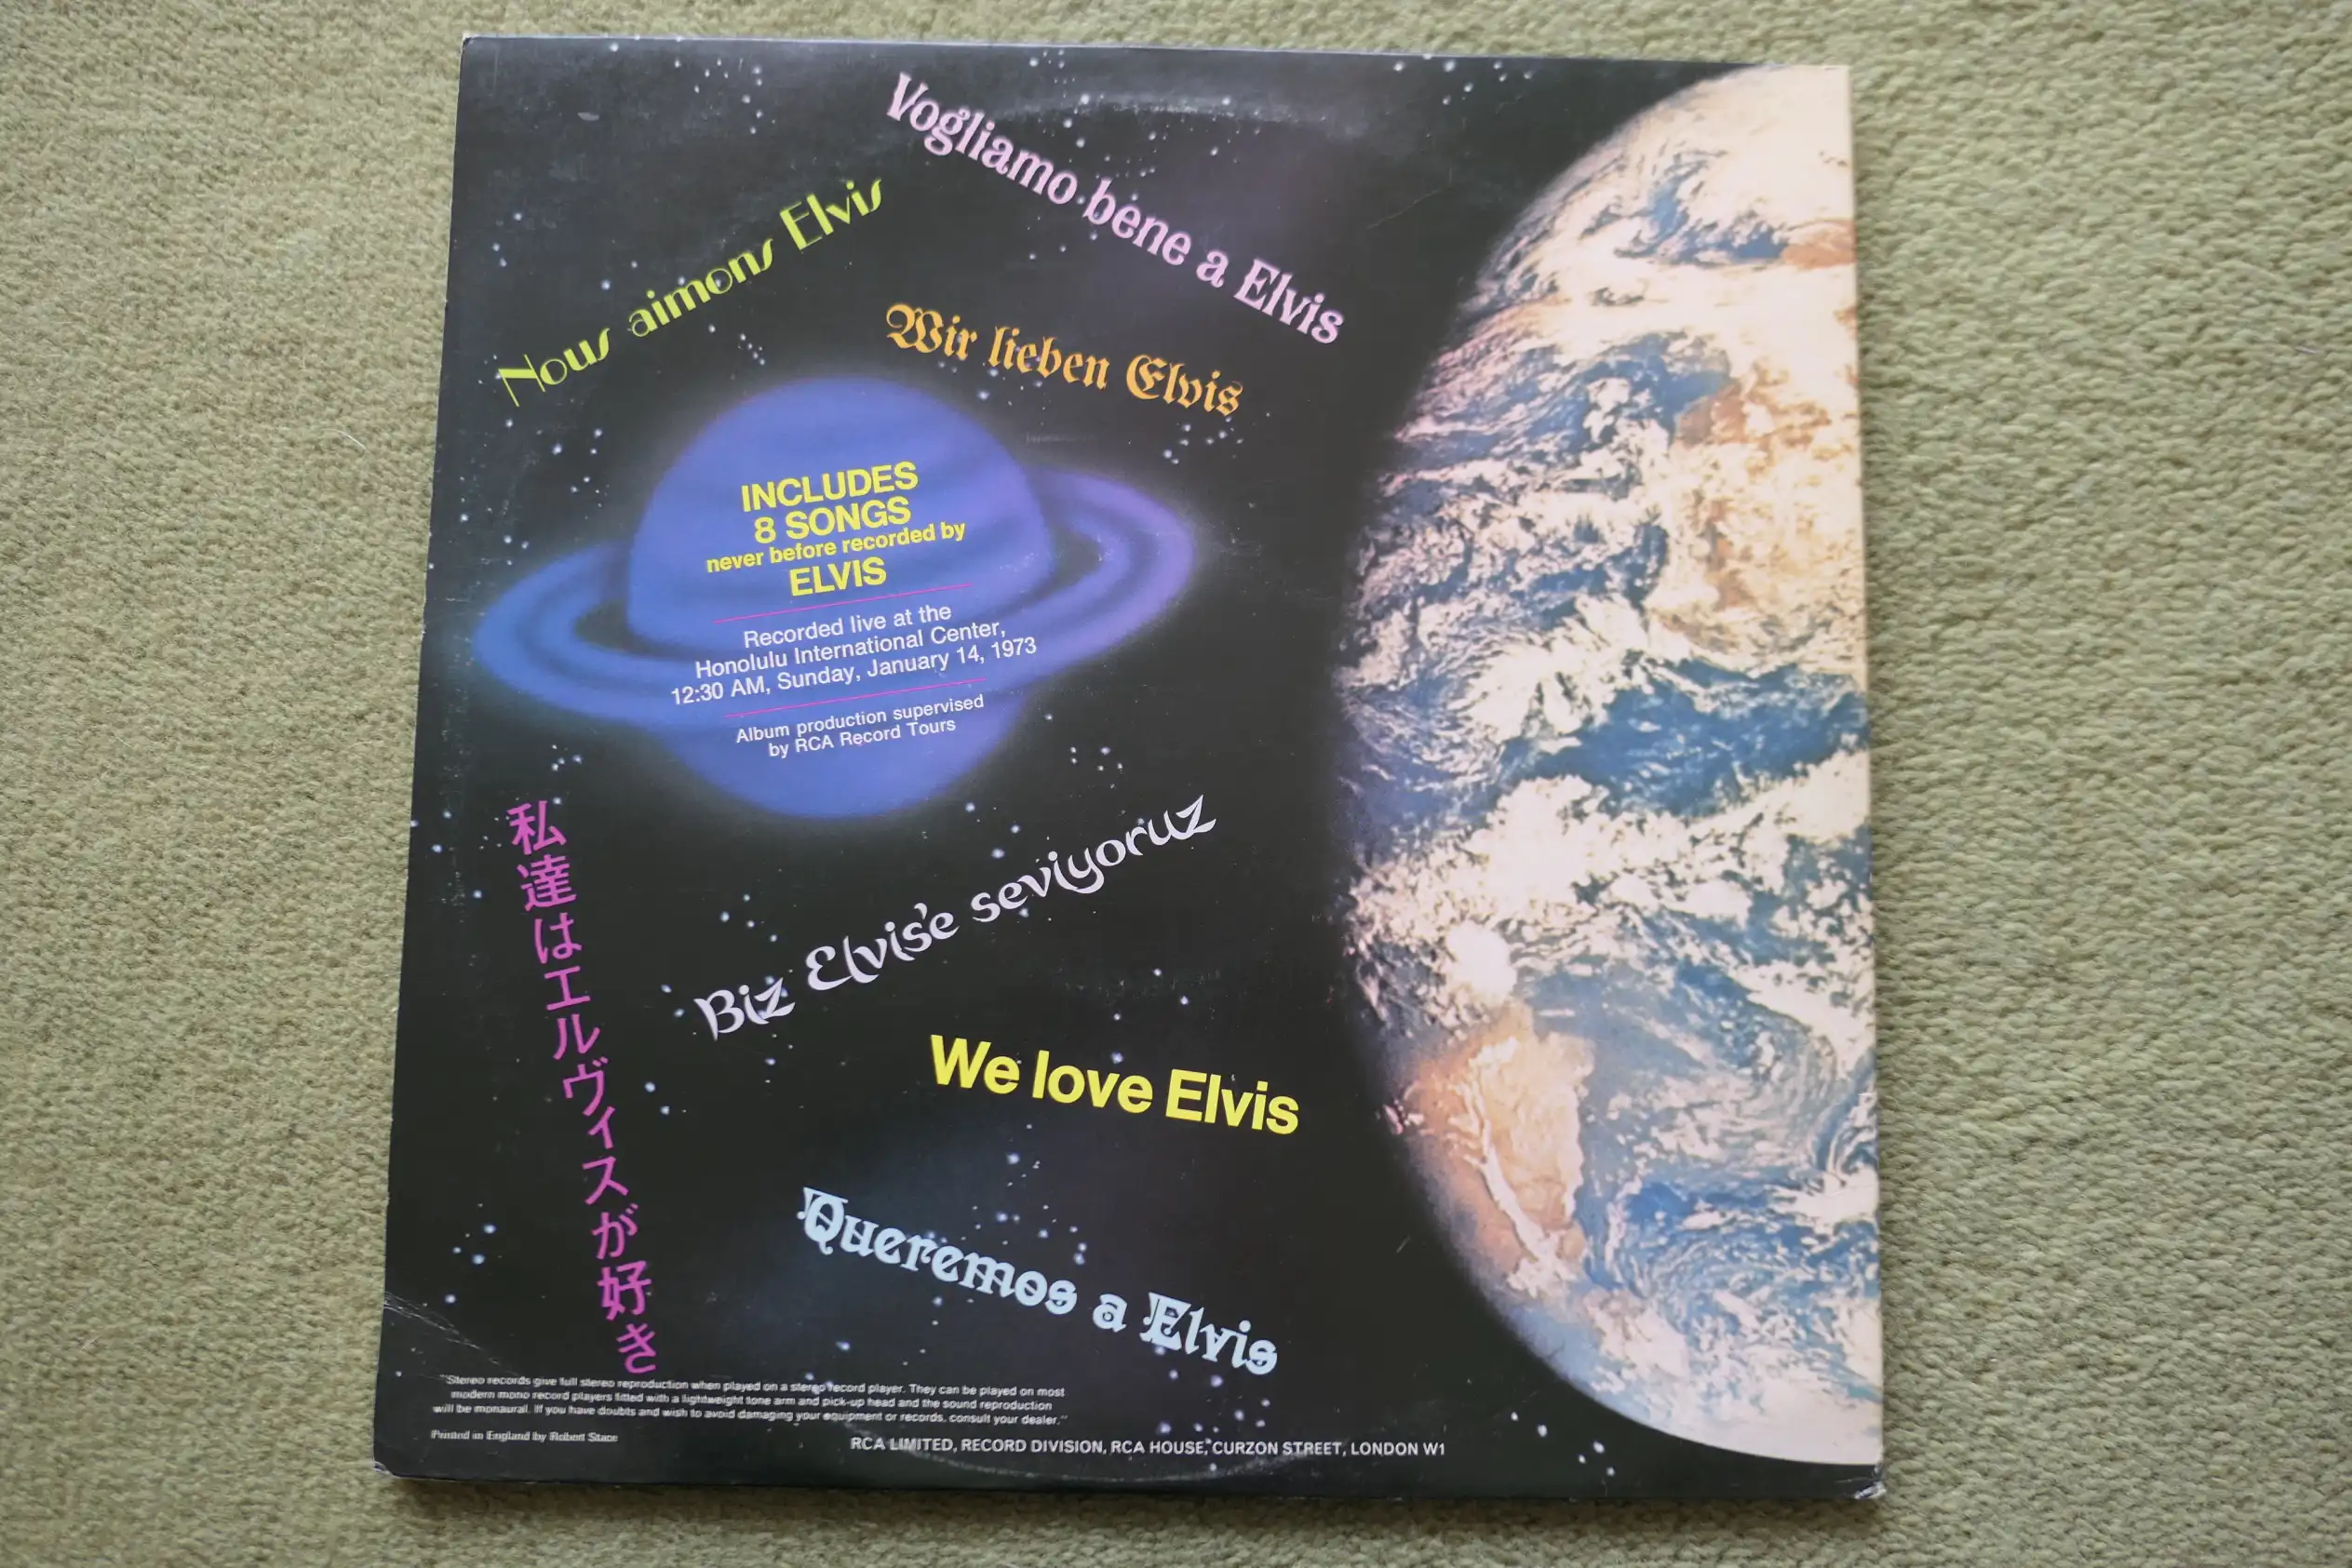 Vogliamo bene a Elvis
Nous aimons Elvis
Wir lieben Elvis
INCLUDES
8 SONGS
never before recorded by
ELVIS
Recorded live at the
Honolulu International Center,
12:30 AM, Sunday, January 14, 1973
Album production supervised
by RCA Record Tours
私達はエルヴィスが好き
Biz Elvis'e seviyoruz
We love Elvis
Queremos a Elvis
"Stereo records give full stereo reproduction when played on a stereo record player. They can be played on most
modern mono record players fitted with a lightweight tone arm and pick-up head and the sound reproduction
will be monaural. If you have doubts and wish to avoid damaging your equipment or records, consult your dealer."
Printed in England by Robert Stace
RCA LIMITED, RECORD DIVISION, RCA HOUSE, CURZON STREET, LONDON W1